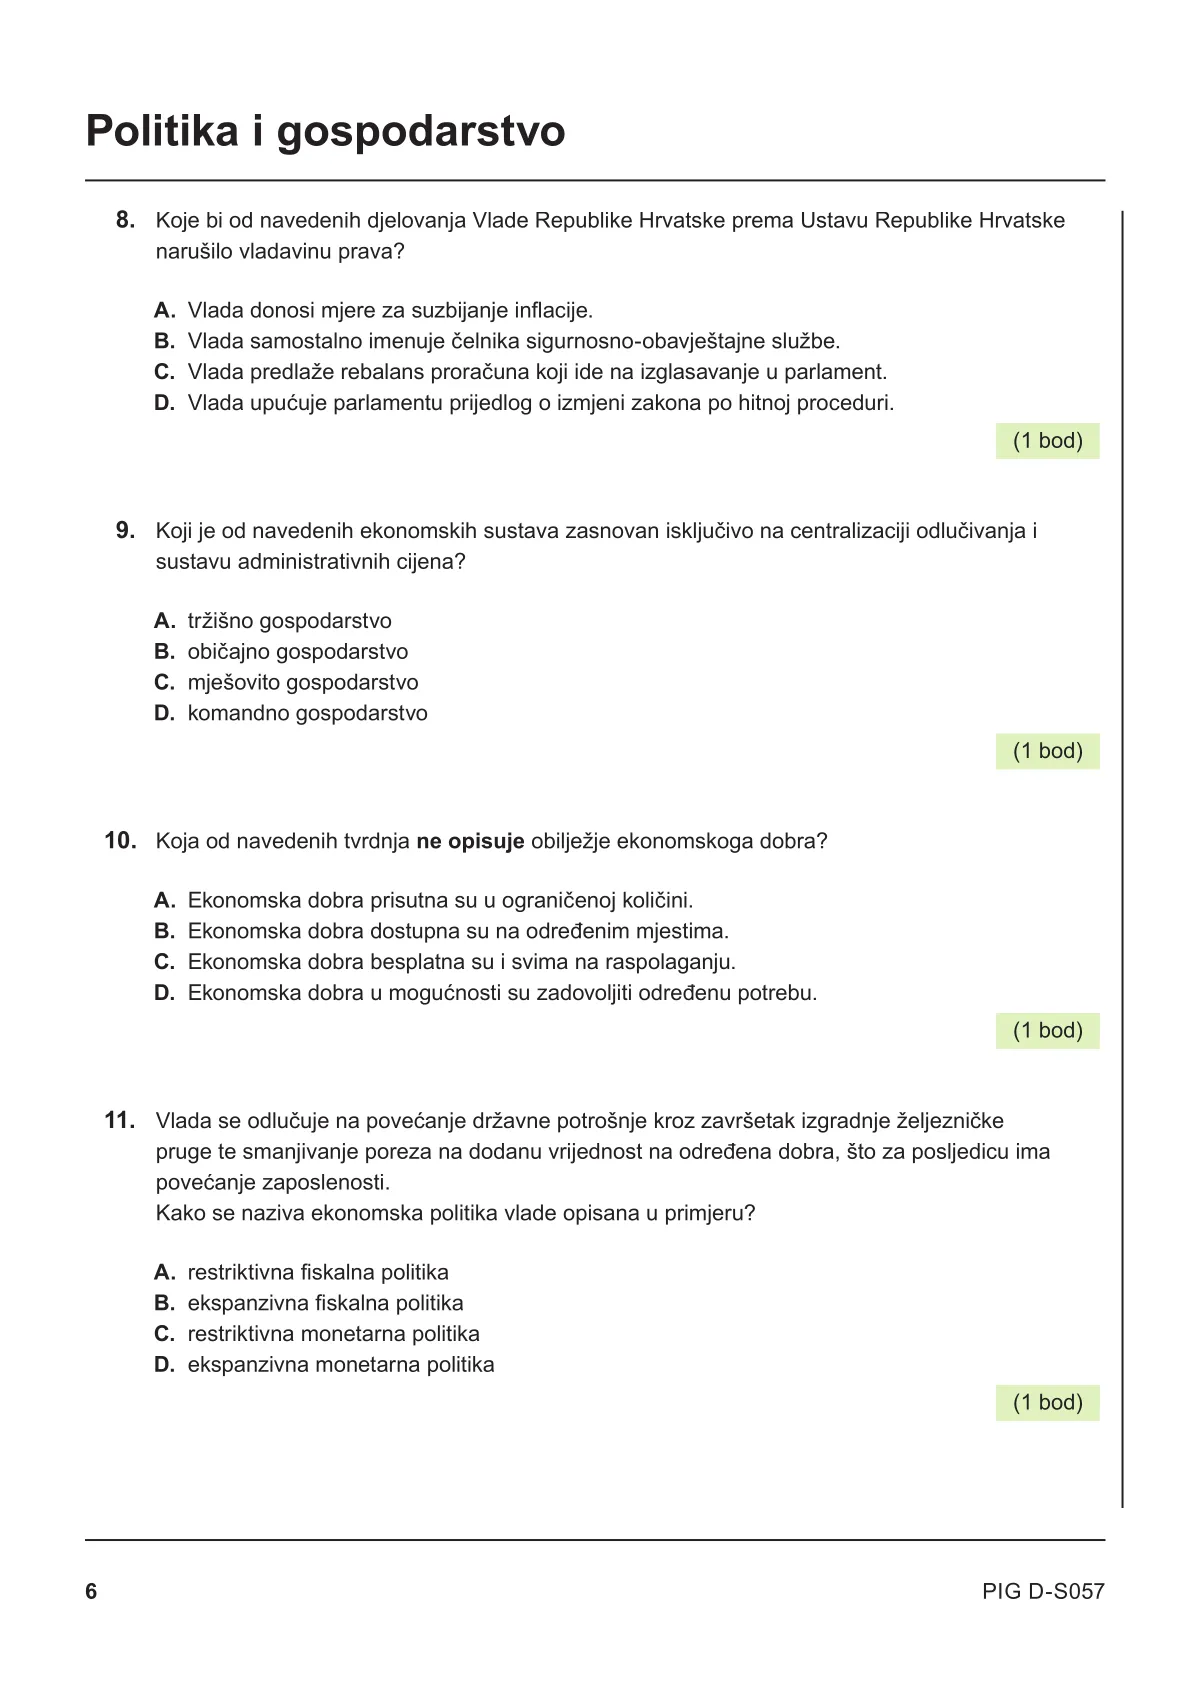 Politika i gospodarstvo
8. Koje bi od navedenih djelovanja Vlade Republike Hrvatske prema Ustavu Republike Hrvatske
narušilo vladavinu prava?
A. Vlada donosi mjere za suzbijanje inflacije.
B. Vlada samostalno imenuje čelnika sigurnosno-obavještajne službe.
C. Vlada predlaže rebalans proračuna koji ide na izglasavanje u parlament.
D. Vlada upućuje parlamentu prijedlog o izmjeni zakona po hitnoj proceduri.
(1 bod)
9. Koji je od navedenih ekonomskih sustava zasnovan isključivo na centralizaciji odlučivanja i
sustavu administrativnih cijena?
A. tržišno gospodarstvo
B. običajno gospodarstvo
C. mješovito gospodarstvo
D. komandno gospodarstvo
(1 bod)
10. Koja od navedenih tvrdnja ne opisuje obilježje ekonomskoga dobra?
A. Ekonomska dobra prisutna su u ograničenoj količini.
B. Ekonomska dobra dostupna su na određenim mjestima.
C. Ekonomska dobra besplatna su i svima na raspolaganju.
D. Ekonomska dobra u mogućnosti su zadovoljiti određenu potrebu.
(1 bod)
11. Vlada se odlučuje na povećanje državne potrošnje kroz završetak izgradnje željezničke
pruge te smanjivanje poreza na dodanu vrijednost na određena dobra, što za posljedicu ima
povećanje zaposlenosti.
Kako se naziva ekonomska politika vlade opisana u primjeru?
A. restriktivna fiskalna politika
B. ekspanzivna fiskalna politika
C. restriktivna monetarna politika
D. ekspanzivna monetarna politika
(1 bod)
6
PIG D-S057